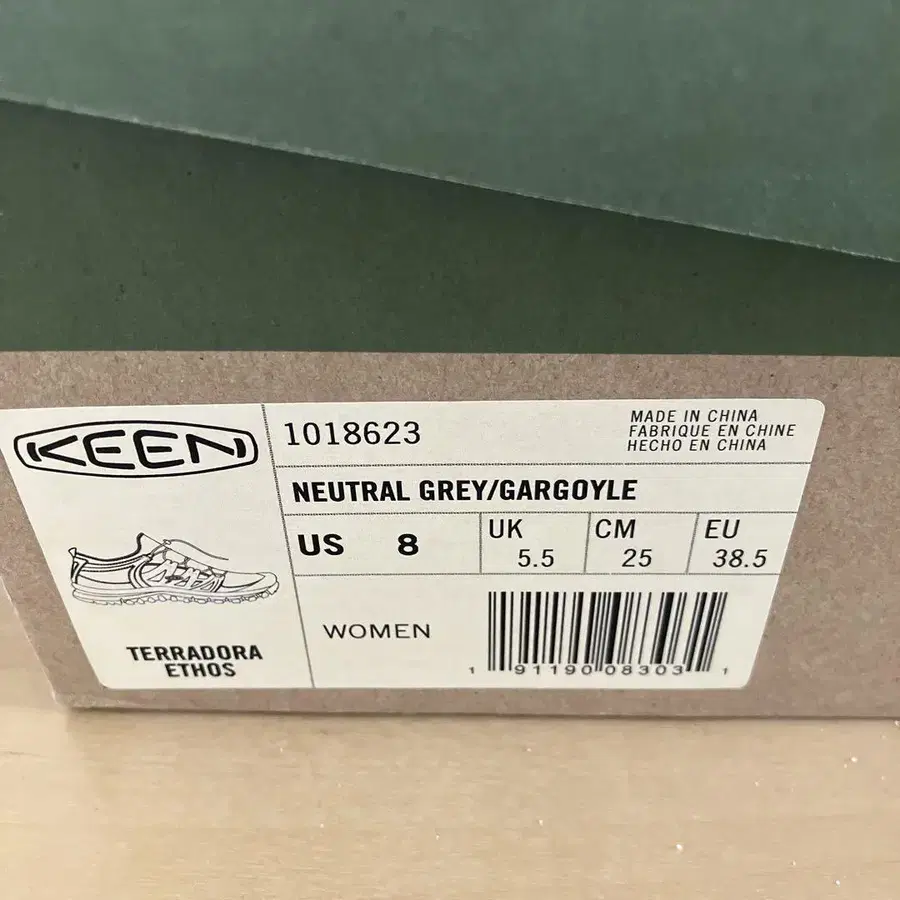 KEEN
1018623
MADE IN CHINA
FABRIQUE EN CHINE
HECHO EN CHINA
NEUTRAL GREY/GARGOYLE
US 8
UK 5.5
CM 25
EU 38.5
TERRADORA
ETHOS
WOMEN
1 91190 08303 1